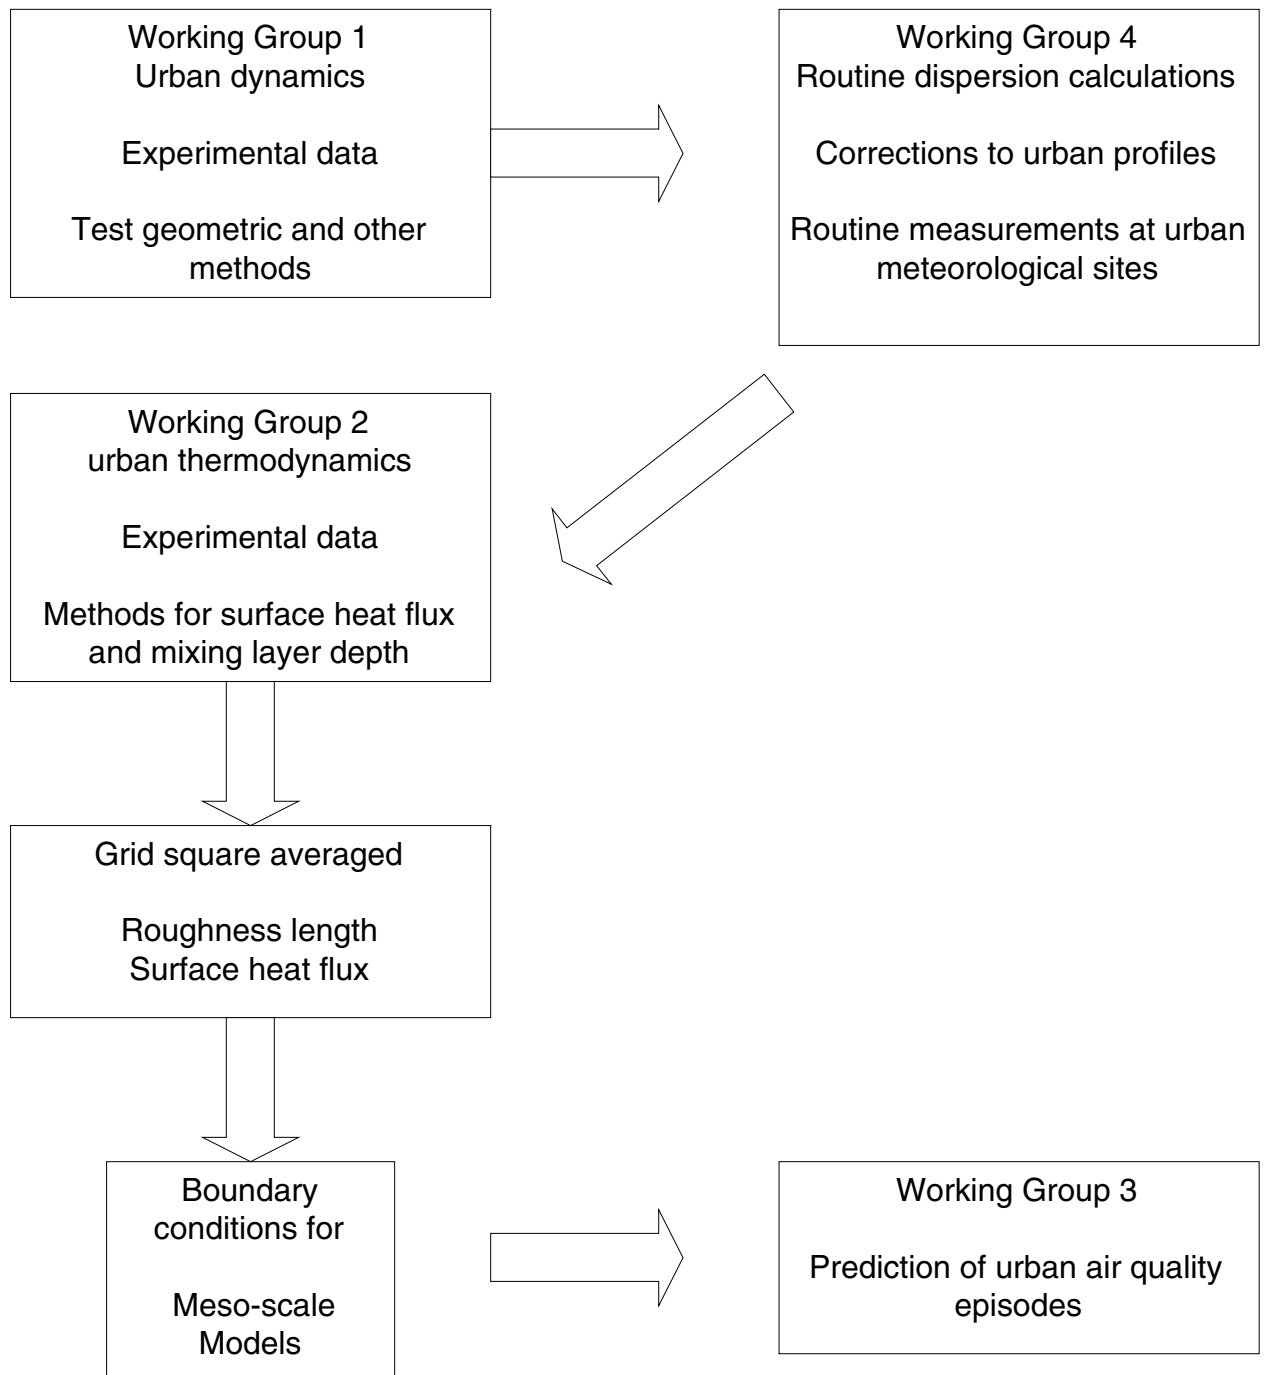 Working Group 1
Urban dynamics
Experimental data
Test geometric and other
methods
Working Group 4
Routine dispersion calculations
Corrections to urban profiles
Routine measurements at urban
meteorological sites
Working Group 2
urban thermodynamics
Experimental data
Methods for surface heat flux
and mixing layer depth
Grid square averaged
Roughness length
Surface heat flux
Boundary
conditions for
Meso-scale
Models
Working Group 3
Prediction of urban air quality
episodes